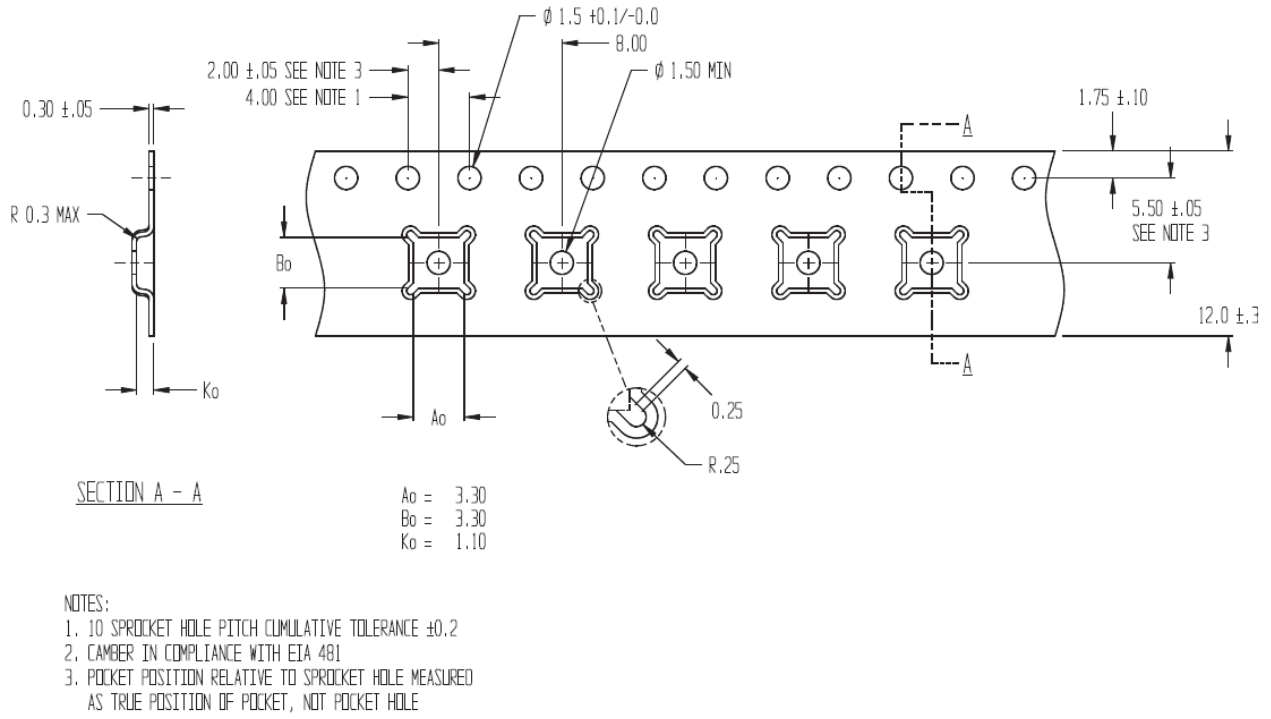 Ø 1.5 +0.1/-0.0
8.00
2.00 ±.05 SEE NOTE 3
Ø 1.50 MIN
4.00 SEE NOTE 1
0.30 ±.05
1.75 ±.10
A
R 0.3 MAX
5.50 ±.05
SEE NOTE 3
Bo
12.0 ±.3
A
Ko
Ao
0.25
R.25
SECTION A - A
Ao = 3.30
Bo = 3.30
Ko = 1.10
NOTES:
1. 10 SPROCKET HOLE PITCH CUMULATIVE TOLERANCE ±0.2
2. CAMBER IN COMPLIANCE WITH EIA 481
3. POCKET POSITION RELATIVE TO SPROCKET HOLE MEASURED
AS TRUE POSITION OF POCKET, NOT POCKET HOLE